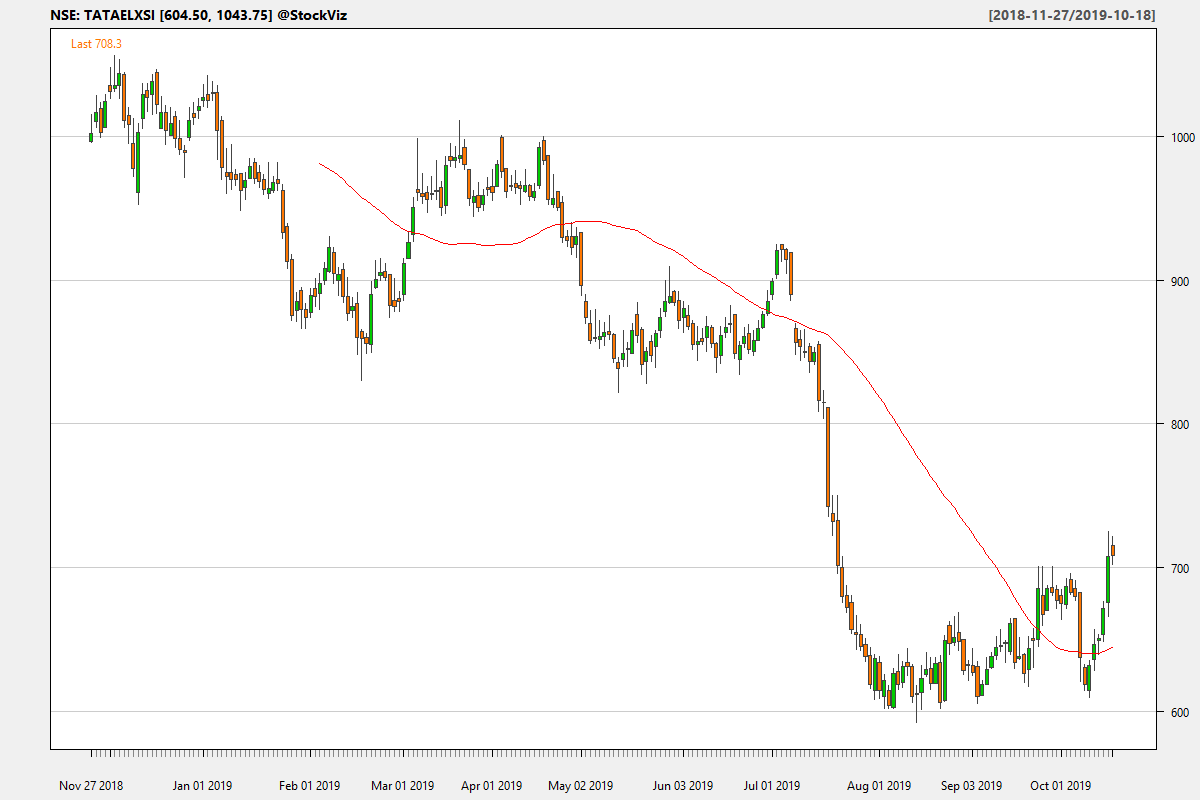 NSE: TATAELXSI [604.50, 1043.75] @StockViz
[2018-11-27/2019-10-18]
Last 708.3
1000
900
800
700
600
Nov 27 2018
Jan 01 2019
Feb 01 2019
Mar 01 2019
Apr 01 2019
May 02 2019
Jun 03 2019
Jul 01 2019
Aug 01 2019
Sep 03 2019
Oct 01 2019